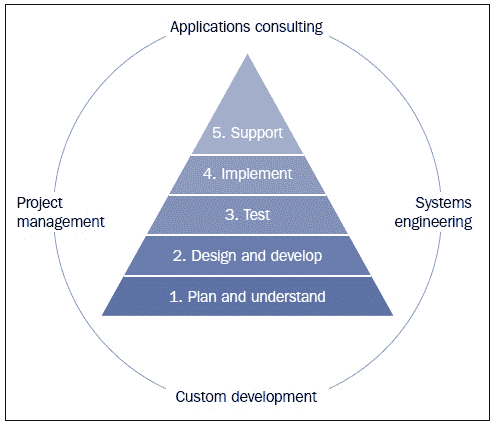 Applications consulting
5. Support
4. Implement
Project
management
3. Test
Systems
engineering
2. Design and develop
1. Plan and understand
Custom development